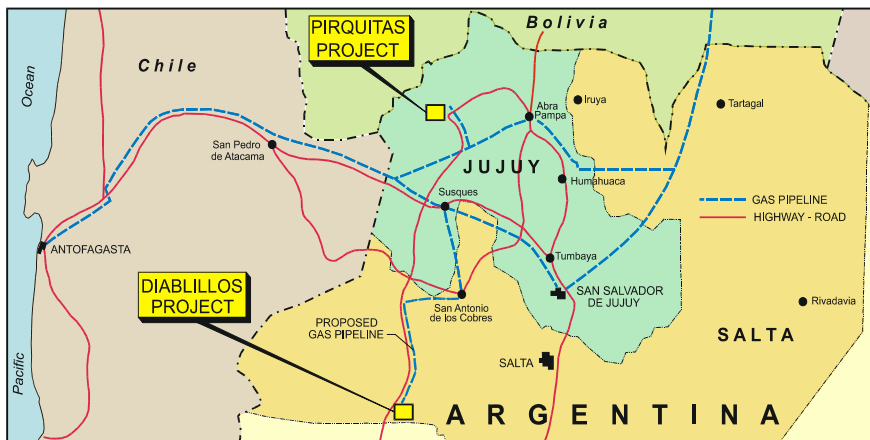 PIRQUITAS
PROJECT
Bolivia
Chile
Ocean
Iruya
Tartagal
Abra
Pampa
San Pedro
de Atacama
JUJUY
Humahuaca
Susques
GAS PIPELINE
HIGHWAY - ROAD
ANTOFAGASTA
Tumbaya
DIABLILLOS
PROJECT
SAN SALVADOR
DE JUJUY
San Antonio
de los Cobres
Rivadavia
PROPOSED
GAS PIPELINE
SALTA
SALTA
Pacific
ARGENTINA